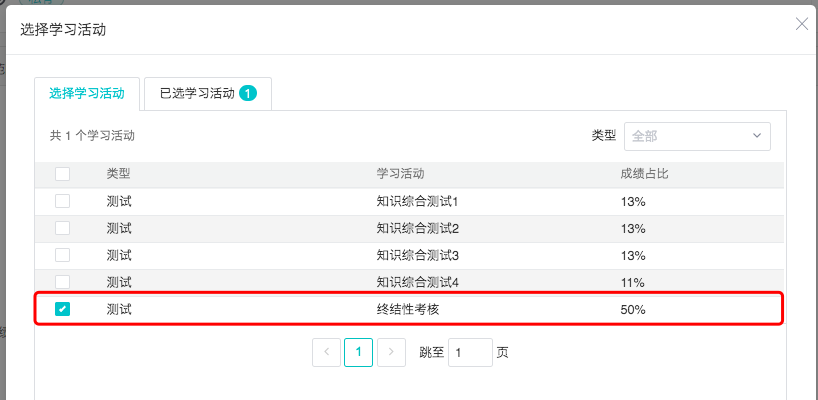 选择学习活动
选择学习活动 已选学习活动 1
共 1 个学习活动 类型 全部
类型 学习活动 成绩占比
测试 知识综合测试1 13%
测试 知识综合测试2 13%
测试 知识综合测试3 13%
测试 知识综合测试4 11%
测试 终结性考核 50%
1 跳至 1 页